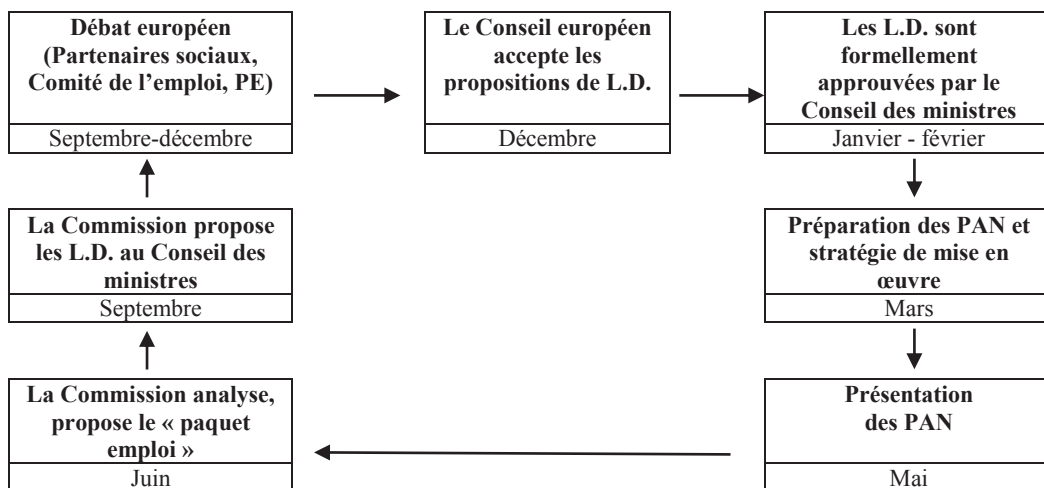 Débat européen
(Partenaires sociaux,
Comité de l'emploi, PE)
Septembre-décembre
Le Conseil européen
accepte les
propositions de L.D.
Décembre
Les L.D. sont
formellement
approuvées par le
Conseil des ministres
Janvier - février
La Commission propose
les L.D. au Conseil des
ministres
Septembre
Préparation des PAN et
stratégie de mise en
œuvre
Mars
La Commission analyse,
propose le « paquet
emploi »
Juin
Présentation
des PAN
Mai